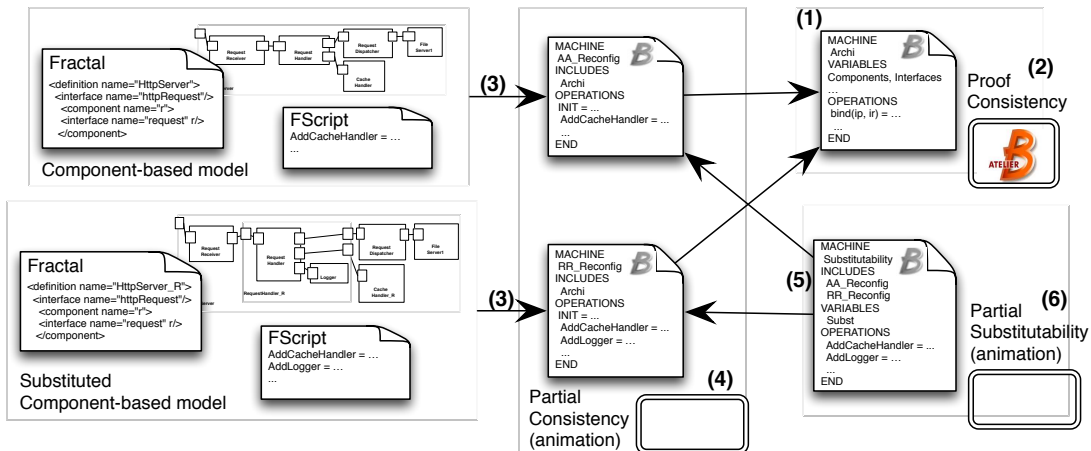 Request
Receiver
Request
Handler
Request
Dispatcher
File
Server1
Cache
Handler
erver
Fractal
<definition name="HttpServer">
<interface name="httpRequest"/>
<component name="r">
<interface name="request" r/>
</component>
FScript
AddCacheHandler = …
...
Component-based model
(3)
MACHINE
AA_Reconfig
INCLUDES
Archi
OPERATIONS
INIT = ...
AddCacheHandler = ...
...
END
B
(1)
MACHINE
Archi
VARIABLES
Components, Interfaces
…
OPERATIONS
bind(ip, ir) = ...
...
END
B
(2)
Proof
Consistency
ATELIER B
Request
Receiver
Request
Handler
Request
Dispatcher
File
Server1
Logger
Cache
Handler_R
RequestHandler_R
erver
Fractal
<definition name="HttpServer_R">
<interface name="httpRequest"/>
<component name="r">
<interface name="request" r/>
</component>
FScript
AddCacheHandler = …
AddLogger = …
...
Substituted
Component-based model
(3)
MACHINE
RR_Reconfig
INCLUDES
Archi
OPERATIONS
INIT = ...
AddCacheHandler = ...
AddLogger = ...
...
END
B
(4)
Partial
Consistency
(animation)
(5)
MACHINE
Substitutability
INCLUDES
AA_Reconfig
RR_Reconfig
VARIABLES
Subst
OPERATIONS
AddCacheHandler = ...
AddLogger = ...
...
END
B
(6)
Partial
Substitutability
(animation)